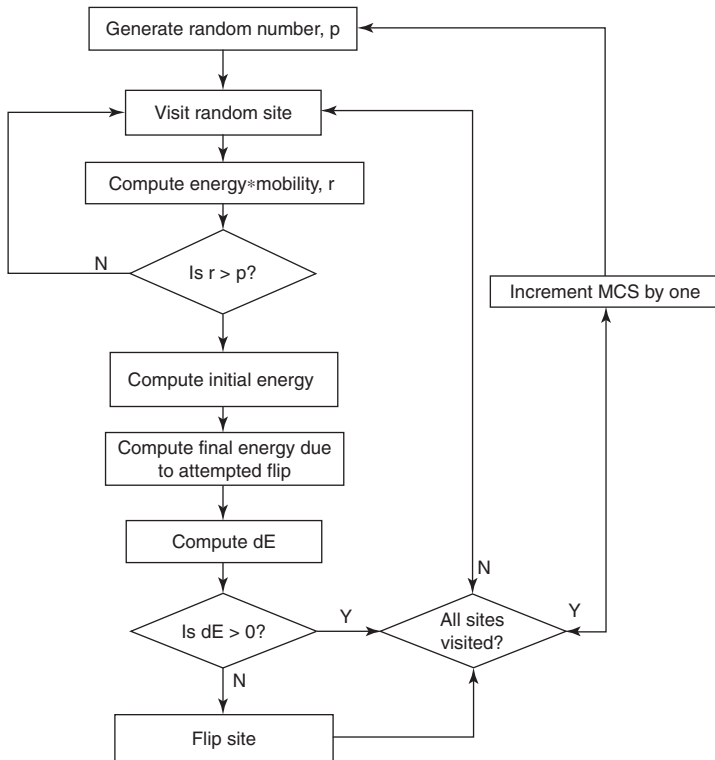 Generate random number, p
Visit random site
Compute energy*mobility, r
N
Is r > p?
Increment MCS by one
Compute initial energy
Compute final energy due
to attempted flip
Compute dE
N
Is dE > 0?
Y
All sites
visited?
Y
N
Flip site